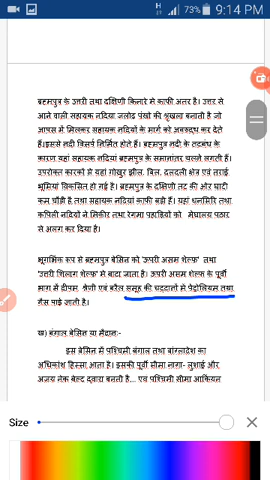 73% 9:14 PM
ब्रह्मपुत्र के उत्तरी तथा दक्षिणी किनारे में काफी अंतर है। उत्तर से
आने वाली सहायक नदिया जलोढ पंखो की श्रृंखला बनाती है जो
आपस में मिलकर सहायक नदियों के मार्ग को अवरूद्ध कर देते
हैं।इससे नदी विसर्प निर्मित होते हैं। ब्रह्मपुत्र नदी के तटबंध के
कारण यहां सहायक नदिया ब्रह्मपुत्र के समानांतर चलने लगती हैं।
उपरोक्त कारकों से यहां गोखुर झील, बिल, दलदली क्षेत्र एवं तराई
भूमिया विकसित हो गई है। ब्रह्मपुत्र के दक्षिणी तट की ओर घाटी
कम चौड़ी है तथा सहायक नदिया काफी बड़ी हैं। यहां धनसिरि तथा
कपिली नदियों ने मिकीर तथा रेंगमा पहाड़ियों को मेघालय पठार
से अलग कर दिया है।
भूगर्भिक रूप से ब्रह्मपुत्र बेसिन को 'ऊपरी असम शेल्फ' तथा
'उत्तरी शिलांग शेल्फ' में बाटा जाता है। ऊपरी असम शेल्फ के पूर्वी
भाग में दीपम, श्रेणी एवं बरैल समूह की चट्टानों में पेट्रोलियम तथा
गैस पाई जाती है।
ख) बंगाल बेसिन या मैदान:-
इस बेसिन में पश्चिमी बंगाल तथा बांग्लादेश का
अधिकांश हिस्सा आता है। इसकी पूर्वी सीमा नागा- लुशाई और
द्वारा बनती है... एवं पश्चिमी सीमा
Size